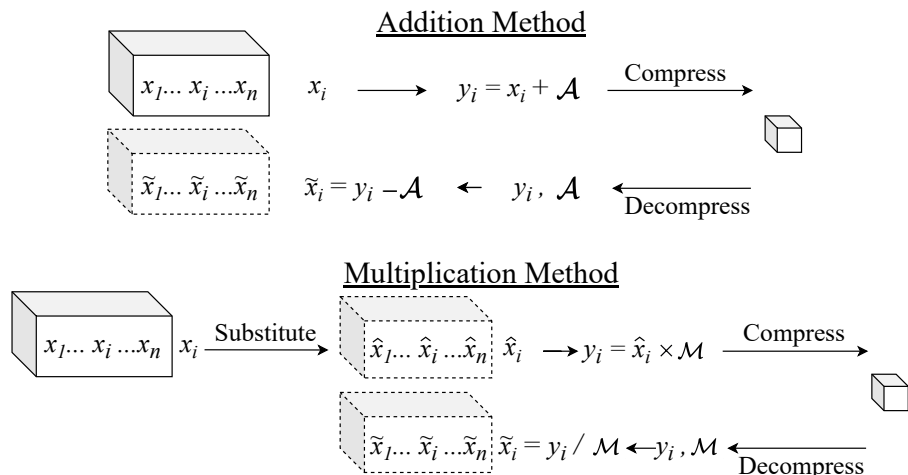 Addition Method
x₁... xᵢ ...xₙ xᵢ yᵢ = xᵢ + 𝒜 Compress
x̃₁... x̃ᵢ ...x̃ₙ x̃ᵢ = yᵢ – 𝒜 yᵢ , 𝒜 Decompress
Multiplication Method
x₁... xᵢ ...xₙ xᵢ Substitute x̂₁... x̂ᵢ ...x̂ₙ x̂ᵢ yᵢ = x̂ᵢ × ℳ Compress
x̃₁... x̃ᵢ ...x̃ₙ x̃ᵢ = yᵢ / ℳ yᵢ , ℳ Decompress